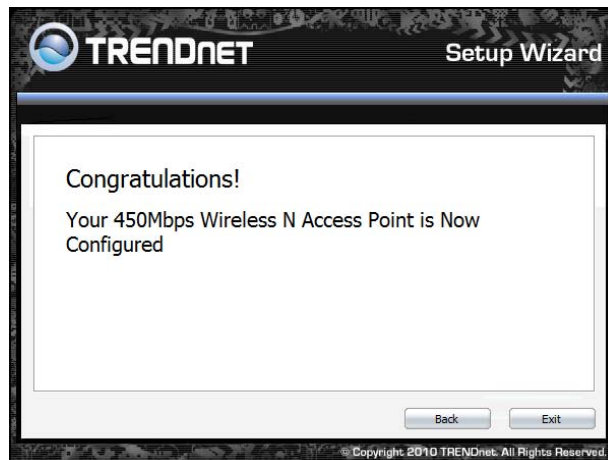 TRENDNET
Setup Wizard
Congratulations!
Your 450Mbps Wireless N Access Point is Now
Configured
Back
Exit
© Copyright 2010 TRENDnet. All Rights Reserved.